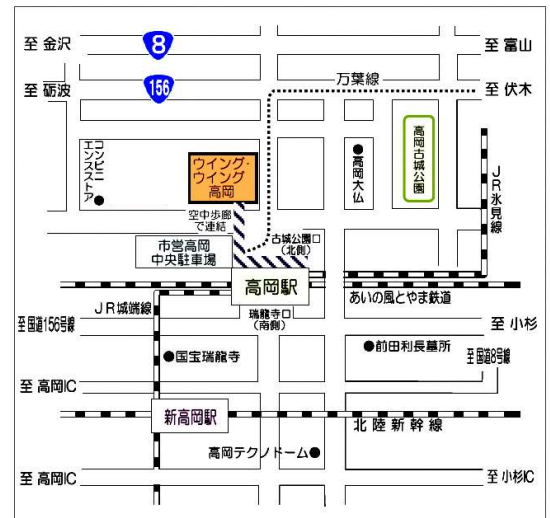 至 金沢
8
至 富山
至 砺波
156
万葉線
至 伏木
コンビニ
エンスストア
ウイング・
ウイング
高岡
高岡大仏
高岡古城公園
JR氷見線
空中歩廊
で連結
古城公園口
(北側)
市営高岡
中央駐車場
高岡駅
あいの風とやま鉄道
JR城端線
瑞龍寺口
(南側)
至国道156号線
至 小杉
国宝瑞龍寺
前田利長墓所
至国道8号線
至 高岡IC
新高岡駅
北陸新幹線
高岡テクノドーム
至 高岡IC
至 小杉IC